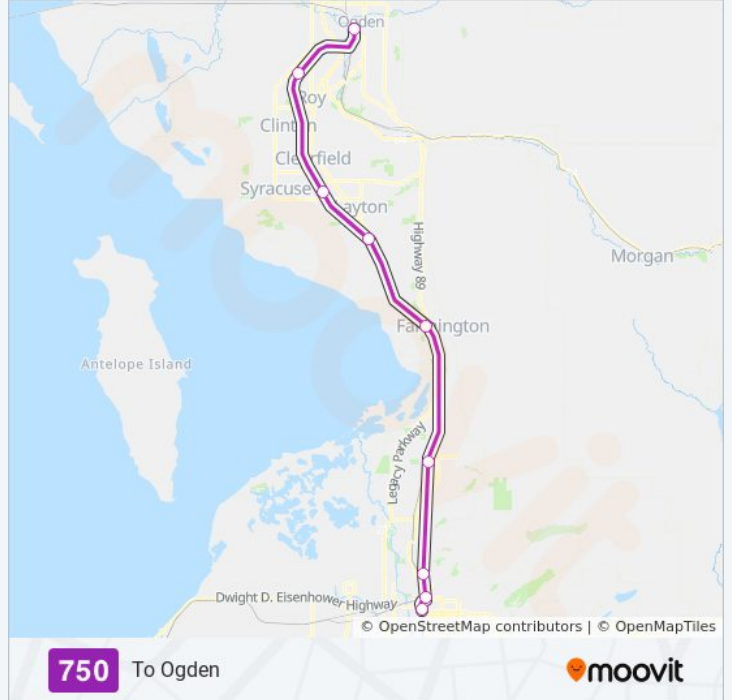 Ogden
Roy
Clinton
Clearfield
Syracuse
ayton
Highway 89
Morgan
Farmington
Antelope Island
Legacy Parkway
Dwight D. Eisenhower Highway
© OpenStreetMap contributors | © OpenMapTiles
750 To Ogden
moovit